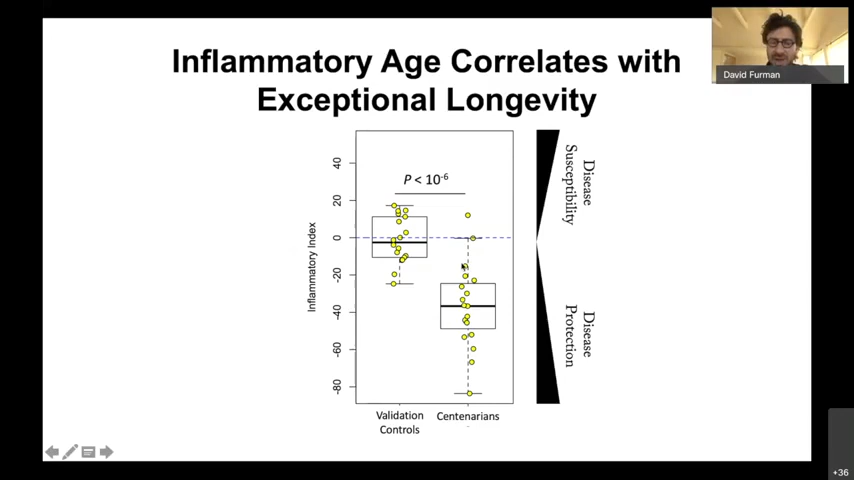 Inflammatory Age Correlates with
Exceptional Longevity
David Furman
P < 10-6
Inflammatory Index
40
20
0
-20
-40
-60
-80
Validation
Controls
Centenarians
Disease
Susceptibility
Disease
Protection
+36